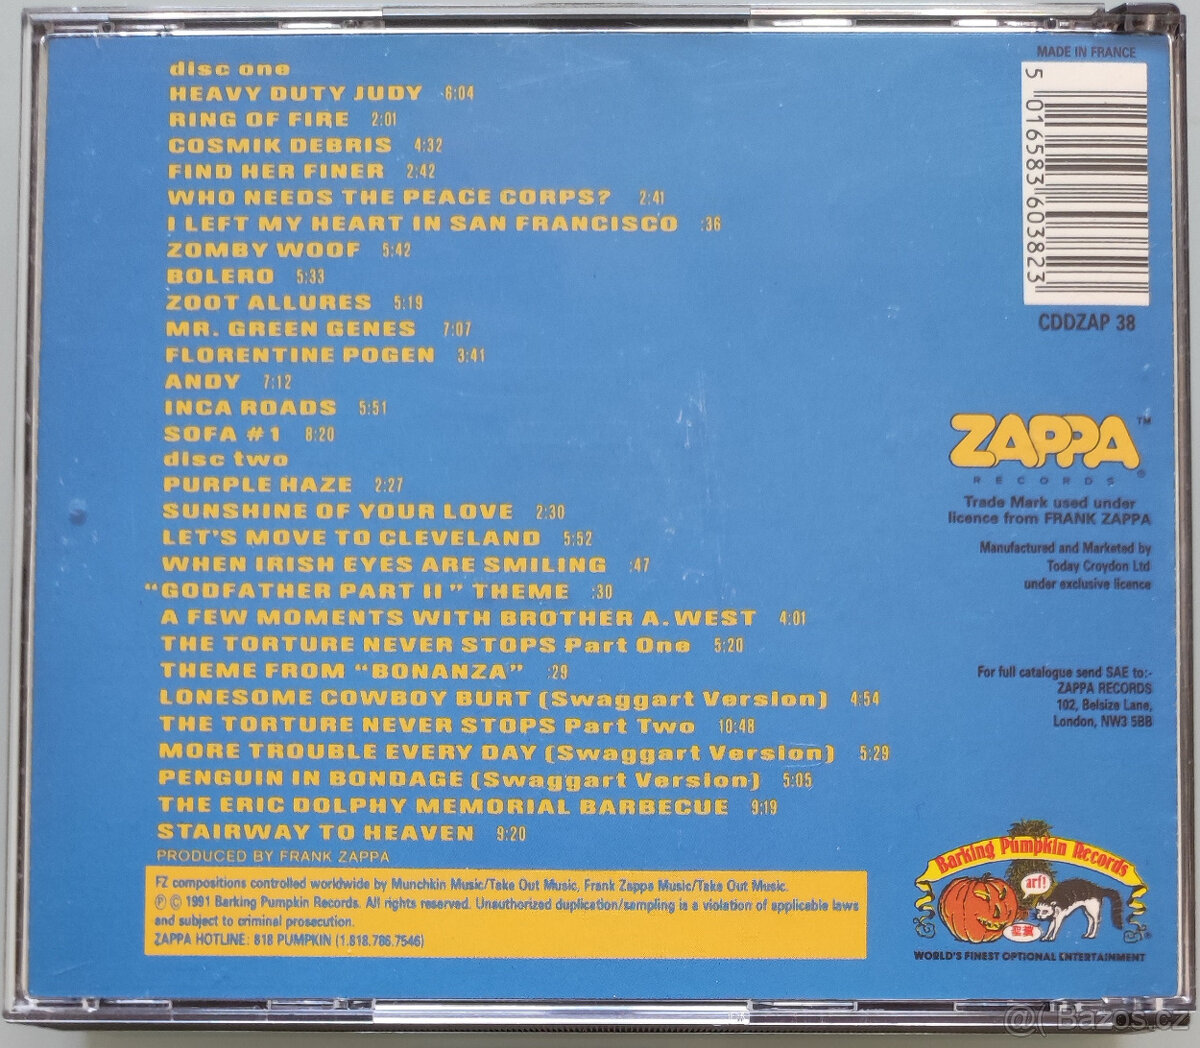 disc one
HEAVY DUTY JUDY 6:04
RING OF FIRE 2:01
COSMIK DEBRIS 4:32
FIND HER FINER 2:42
WHO NEEDS THE PEACE CORPS? 2:41
I LEFT MY HEART IN SAN FRANCISCO :36
ZOMBY WOOF 5:42
BOLERO 5:33
ZOOT ALLURES 5:19
MR. GREEN GENES 7:07
FLORENTINE POGEN 3:41
ANDY 7:12
INCA ROADS 5:51
SOFA #1 8:20
disc two
PURPLE HAZE 2:27
SUNSHINE OF YOUR LOVE 2:30
LET'S MOVE TO CLEVELAND 5:52
WHEN IRISH EYES ARE SMILING :47
"GODFATHER PART II" THEME :30
A FEW MOMENTS WITH BROTHER A. WEST 4:01
THE TORTURE NEVER STOPS Part One 5:20
THEME FROM "BONANZA" :29
LONESOME COWBOY BURT (Swaggart Version) 4:54
THE TORTURE NEVER STOPS Part Two 10:48
MORE TROUBLE EVERY DAY (Swaggart Version) 5:29
PENGUIN IN BONDAGE (Swaggart Version) 5:05
THE ERIC DOLPHY MEMORIAL BARBECUE 9:19
STAIRWAY TO HEAVEN 9:20
PRODUCED BY FRANK ZAPPA
FZ compositions controlled worldwide by Munchkin Music/Take Out Music, Frank Zappa Music/Take Out Music.
℗ © 1991 Barking Pumpkin Records. All rights reserved. Unauthorized duplication/sampling is a violation of applicable laws
and subject to criminal prosecution.
ZAPPA HOTLINE: 818 PUMPKIN (1.818.786.7546)
MADE IN FRANCE
5 016583 603823
CDDZAP 38
ZAPPA™
RECORDS®
Trade Mark used under
licence from FRANK ZAPPA
Manufactured and Marketed by
Today Croydon Ltd
under exclusive licence
For full catalogue send SAE to:-
ZAPPA RECORDS
102, Belsize Lane,
London, NW3 5BB
Barking Pumpkin Records
arf!
WORLD'S FINEST OPTIONAL ENTERTAINMENT
Bazos.cz